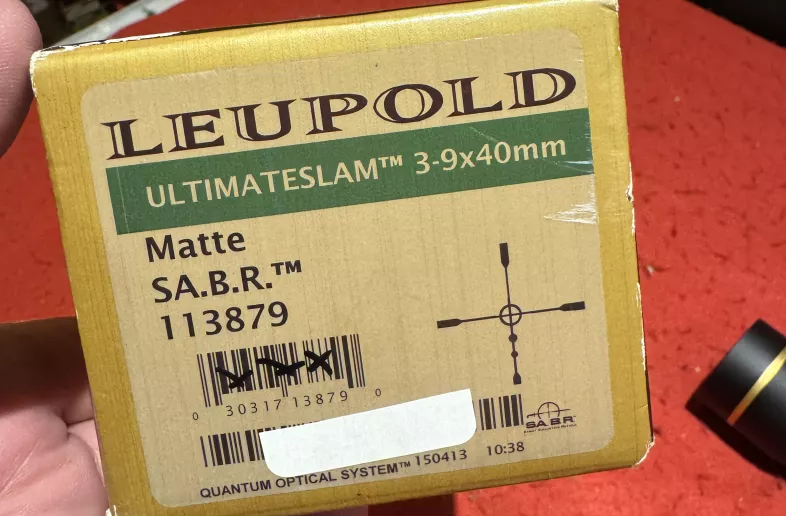 LEUPOLD
ULTIMATESLAM™ 3-9x40mm
Matte
SA.B.R.™
113879
0 30317 13879 0
SA.B.R.
QUANTUM OPTICAL SYSTEM™ 150413 10:38